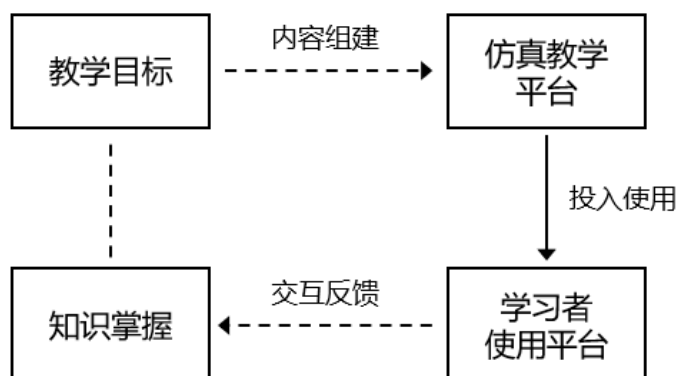 内容组建
教学目标
仿真教学
平台
投入使用
交互反馈
知识掌握
学习者
使用平台